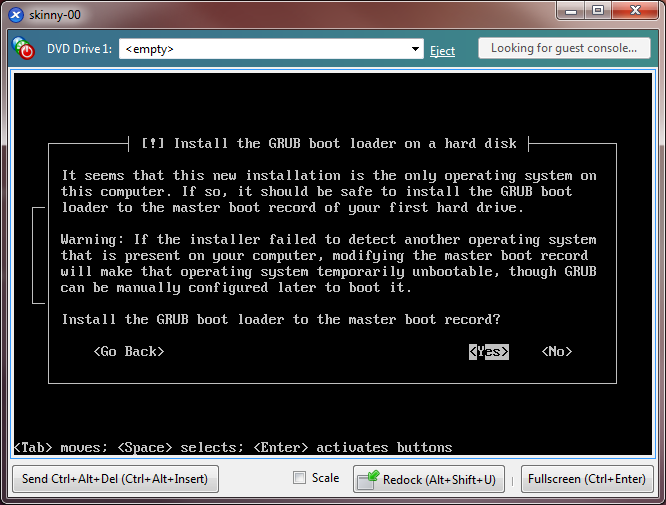 skinny-00
DVD Drive 1: <empty> Eject Looking for guest console...
[!] Install the GRUB boot loader on a hard disk
It seems that this new installation is the only operating system on
this computer. If so, it should be safe to install the GRUB boot
loader to the master boot record of your first hard drive.
Warning: If the installer failed to detect another operating system
that is present on your computer, modifying the master boot record
will make that operating system temporarily unbootable, though GRUB
can be manually configured later to boot it.
Install the GRUB boot loader to the master boot record?
<Go Back> <Yes> <No>
<Tab> moves; <Space> selects; <Enter> activates buttons
Send Ctrl+Alt+Del (Ctrl+Alt+Insert) Scale Redock (Alt+Shift+U) Fullscreen (Ctrl+Enter)